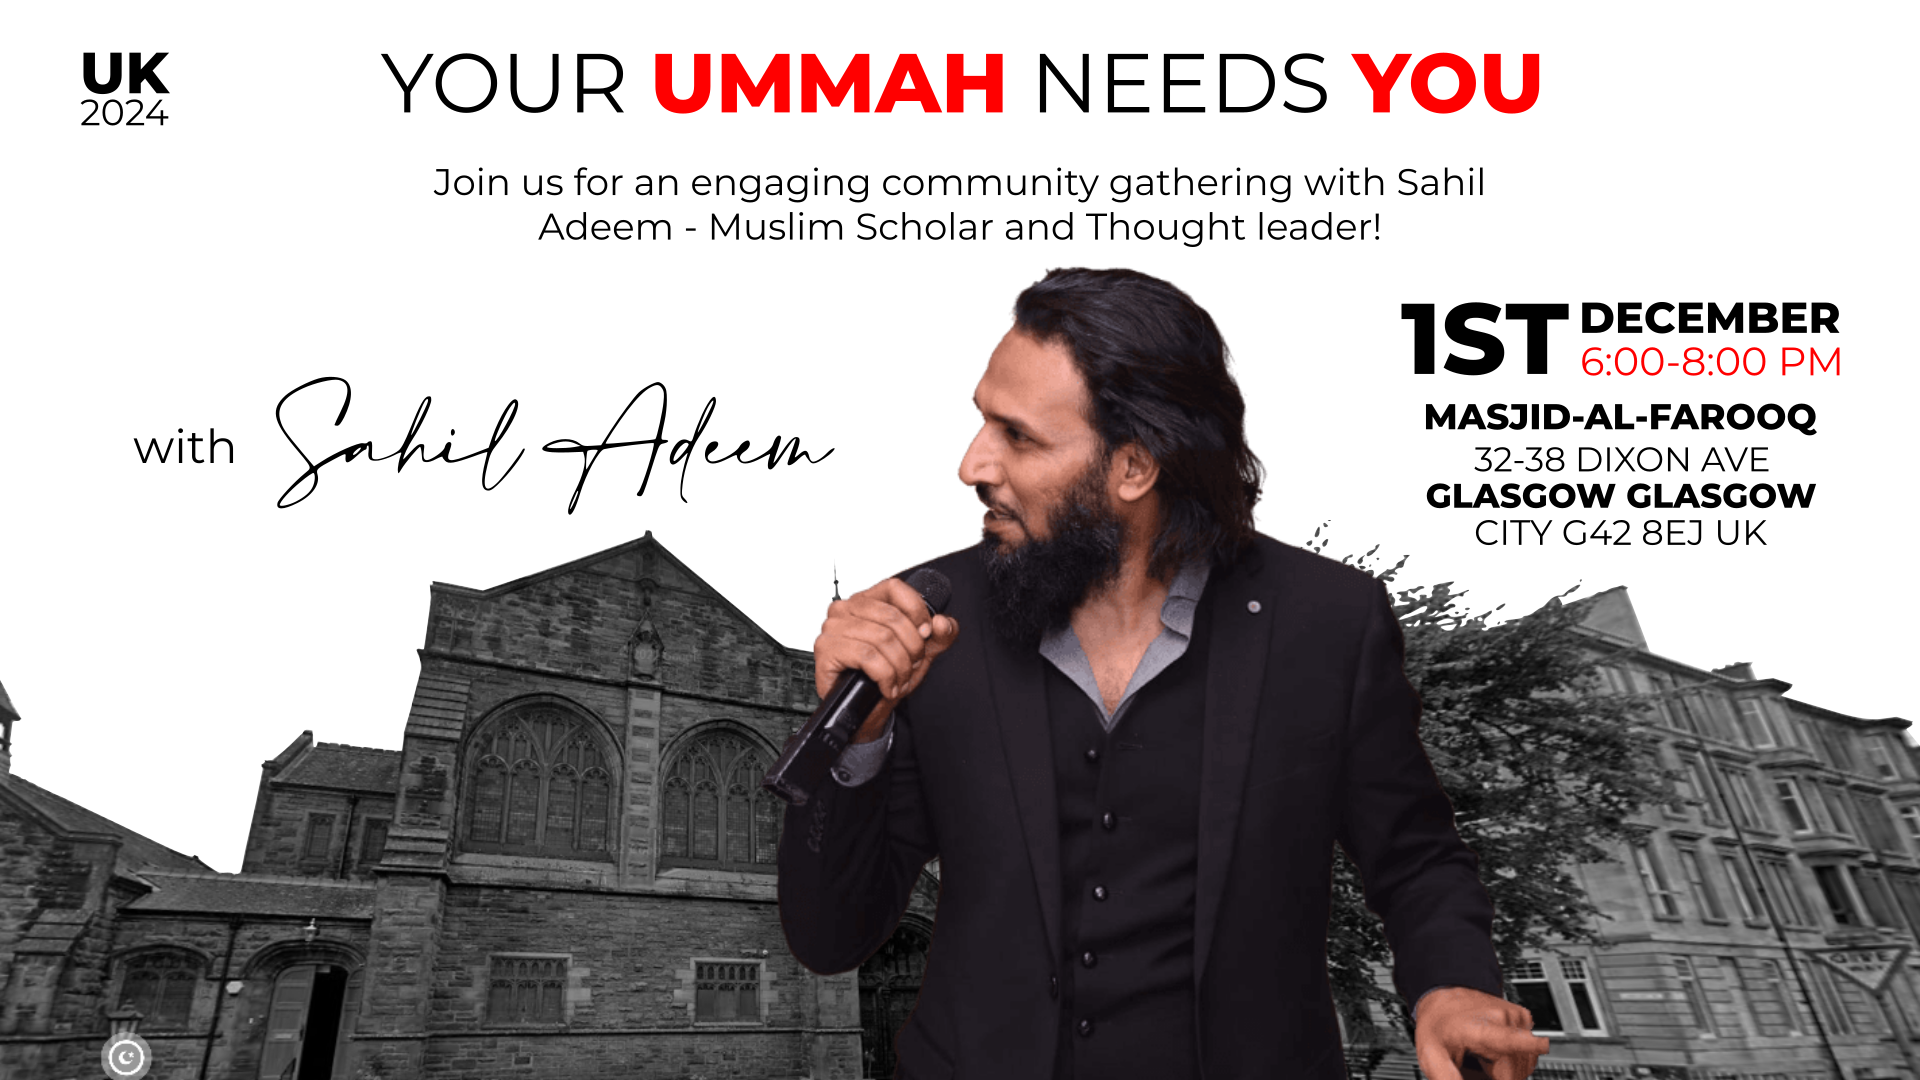 UK
2024
YOUR UMMAH NEEDS YOU
Join us for an engaging community gathering with Sahil
Adeem - Muslim Scholar and Thought leader!
with Sahil Adeem
1ST DECEMBER
6:00-8:00 PM
MASJID-AL-FAROOQ
32-38 DIXON AVE
GLASGOW GLASGOW
CITY G42 8EJ UK